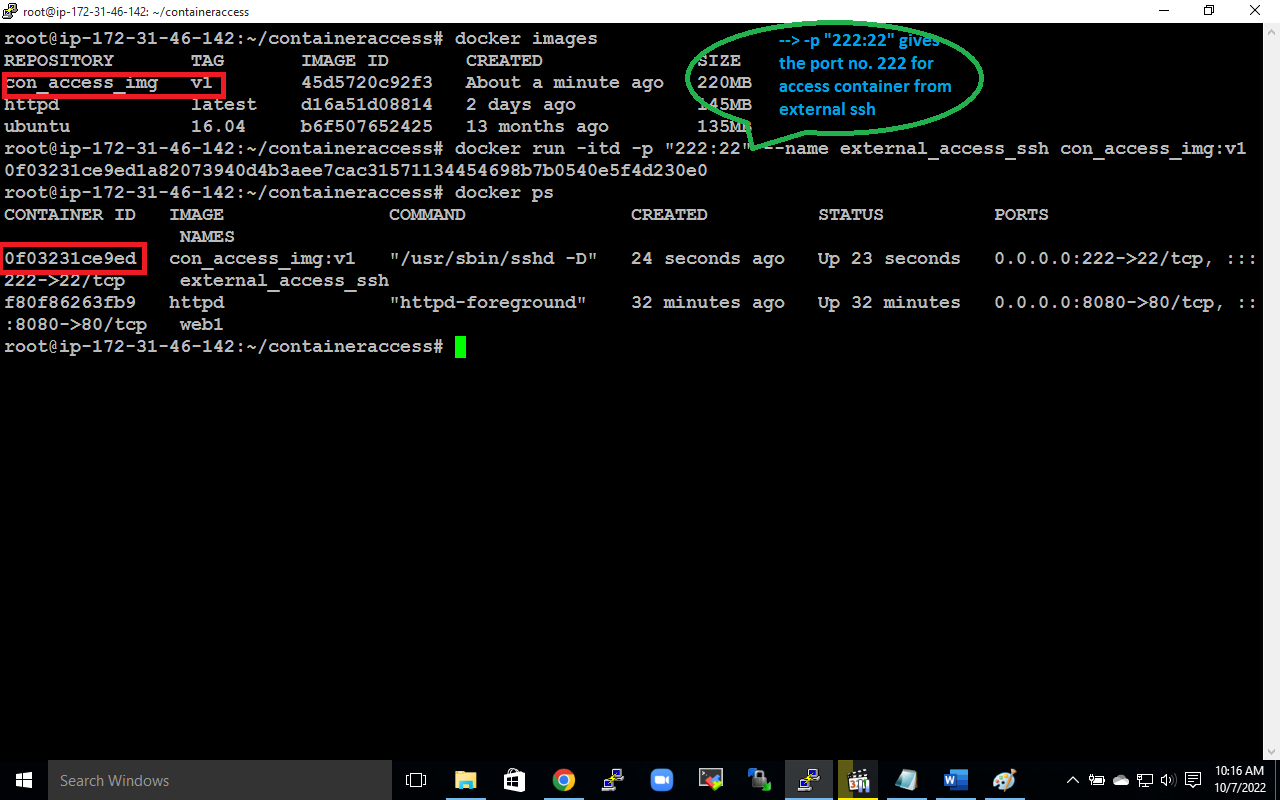 root@ip-172-31-46-142: ~/containeraccess
root@ip-172-31-46-142:~/containeraccess# docker images
REPOSITORY TAG IMAGE ID CREATED SIZE
con_access_img v1 45d5720c92f3 About a minute ago 220MB
httpd latest d16a51d08814 2 days ago 145MB
ubuntu 16.04 b6f507652425 13 months ago 135MB
--> -p "222:22" gives
the port no. 222 for
access container from
external ssh
root@ip-172-31-46-142:~/containeraccess# docker run -itd -p "222:22" --name external_access_ssh con_access_img:v1
0f03231ce9ed1a82073940d4b3aee7cac31571134454698b7b0540e5f4d230e0
root@ip-172-31-46-142:~/containeraccess# docker ps
CONTAINER ID IMAGE COMMAND CREATED STATUS PORTS
NAMES
0f03231ce9ed con_access_img:v1 "/usr/sbin/sshd -D" 24 seconds ago Up 23 seconds 0.0.0.0:222->22/tcp, :::
222->22/tcp external_access_ssh
f80f86263fb9 httpd "httpd-foreground" 32 minutes ago Up 32 minutes 0.0.0.0:8080->80/tcp, ::
:8080->80/tcp web1
root@ip-172-31-46-142:~/containeraccess#
Search Windows
10:16 AM
10/7/2022